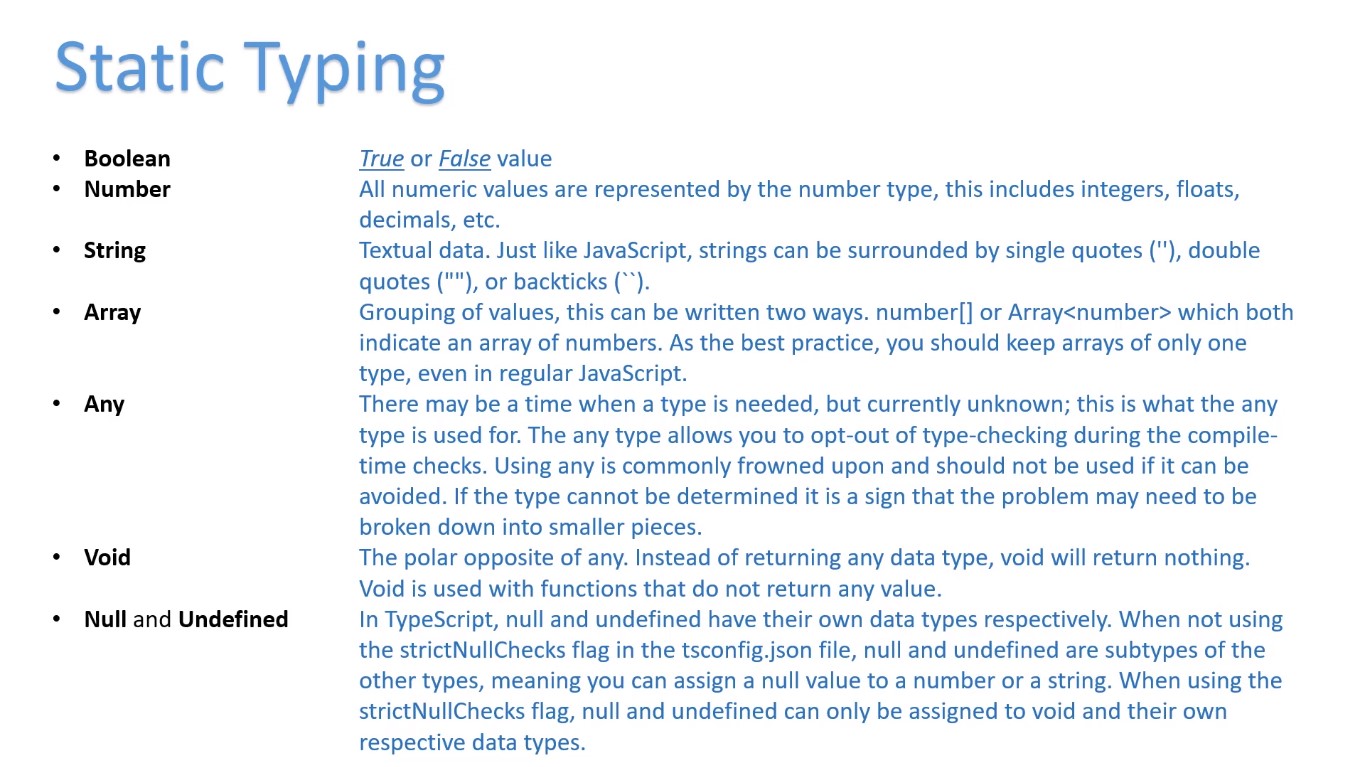 Static Typing
• Boolean True or False value
• Number All numeric values are represented by the number type, this includes integers, floats,
decimals, etc.
• String Textual data. Just like JavaScript, strings can be surrounded by single quotes (''), double
quotes (""), or backticks (``).
• Array Grouping of values, this can be written two ways. number[] or Array<number> which both
indicate an array of numbers. As the best practice, you should keep arrays of only one
type, even in regular JavaScript.
• Any There may be a time when a type is needed, but currently unknown; this is what the any
type is used for. The any type allows you to opt-out of type-checking during the compile-
time checks. Using any is commonly frowned upon and should not be used if it can be
avoided. If the type cannot be determined it is a sign that the problem may need to be
broken down into smaller pieces.
• Void The polar opposite of any. Instead of returning any data type, void will return nothing.
Void is used with functions that do not return any value.
• Null and Undefined In TypeScript, null and undefined have their own data types respectively. When not using
the strictNullChecks flag in the tsconfig.json file, null and undefined are subtypes of the
other types, meaning you can assign a null value to a number or a string. When using the
strictNullChecks flag, null and undefined can only be assigned to void and their own
respective data types.